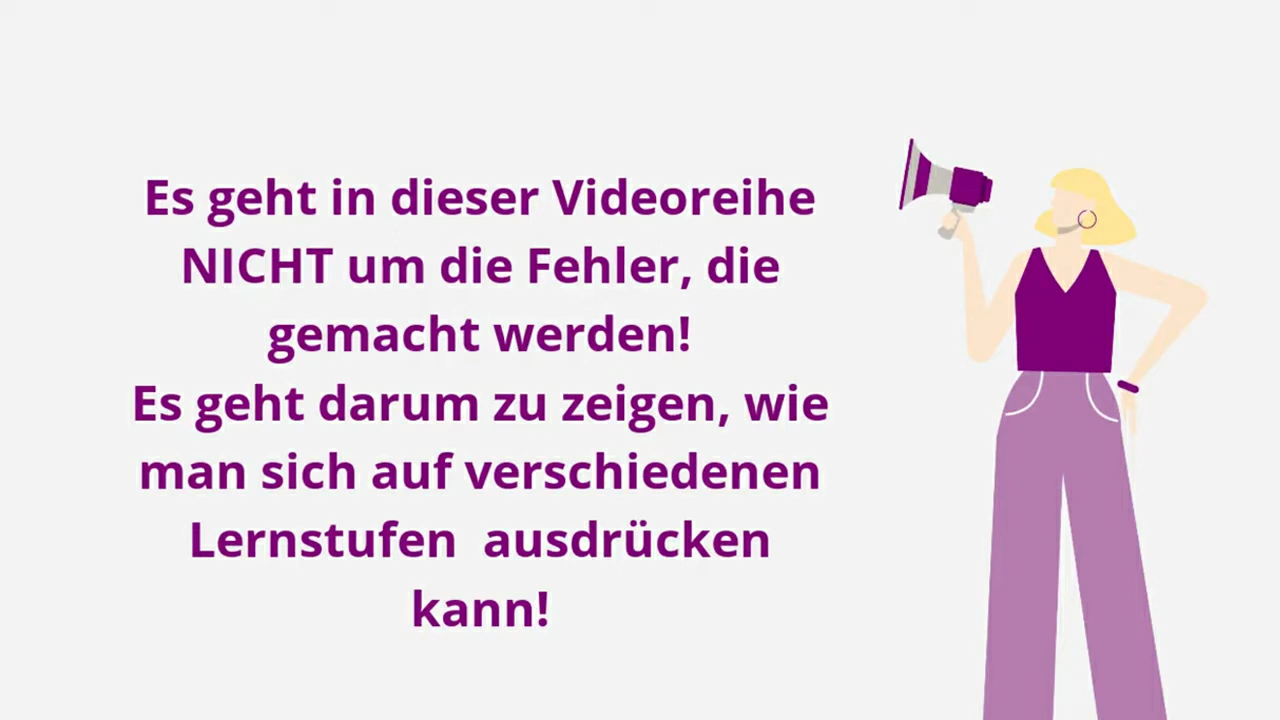 Es geht in dieser Videoreihe
NICHT um die Fehler, die
gemacht werden!
Es geht darum zu zeigen, wie
man sich auf verschiedenen
Lernstufen  ausdrücken
kann!